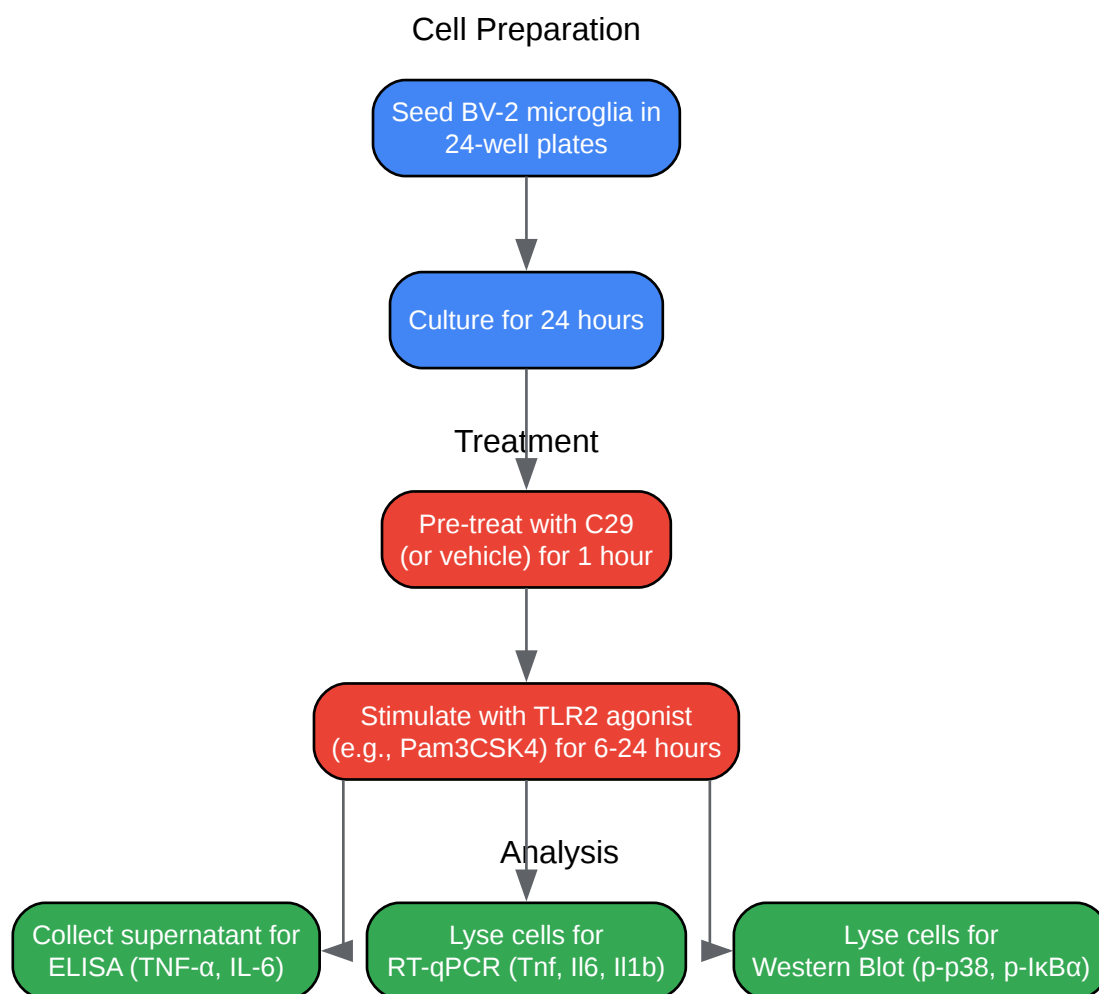 Cell Preparation
Seed BV-2 microglia in
24-well plates
Culture for 24 hours
Treatment
Pre-treat with C29
(or vehicle) for 1 hour
Stimulate with TLR2 agonist
(e.g., Pam3CSK4) for 6-24 hours
Analysis
Collect supernatant for
ELISA (TNF-α, IL-6)
Lyse cells for
RT-qPCR (Tnf, Il6, Il1b)
Lyse cells for
Western Blot (p-p38, p-IκBα)